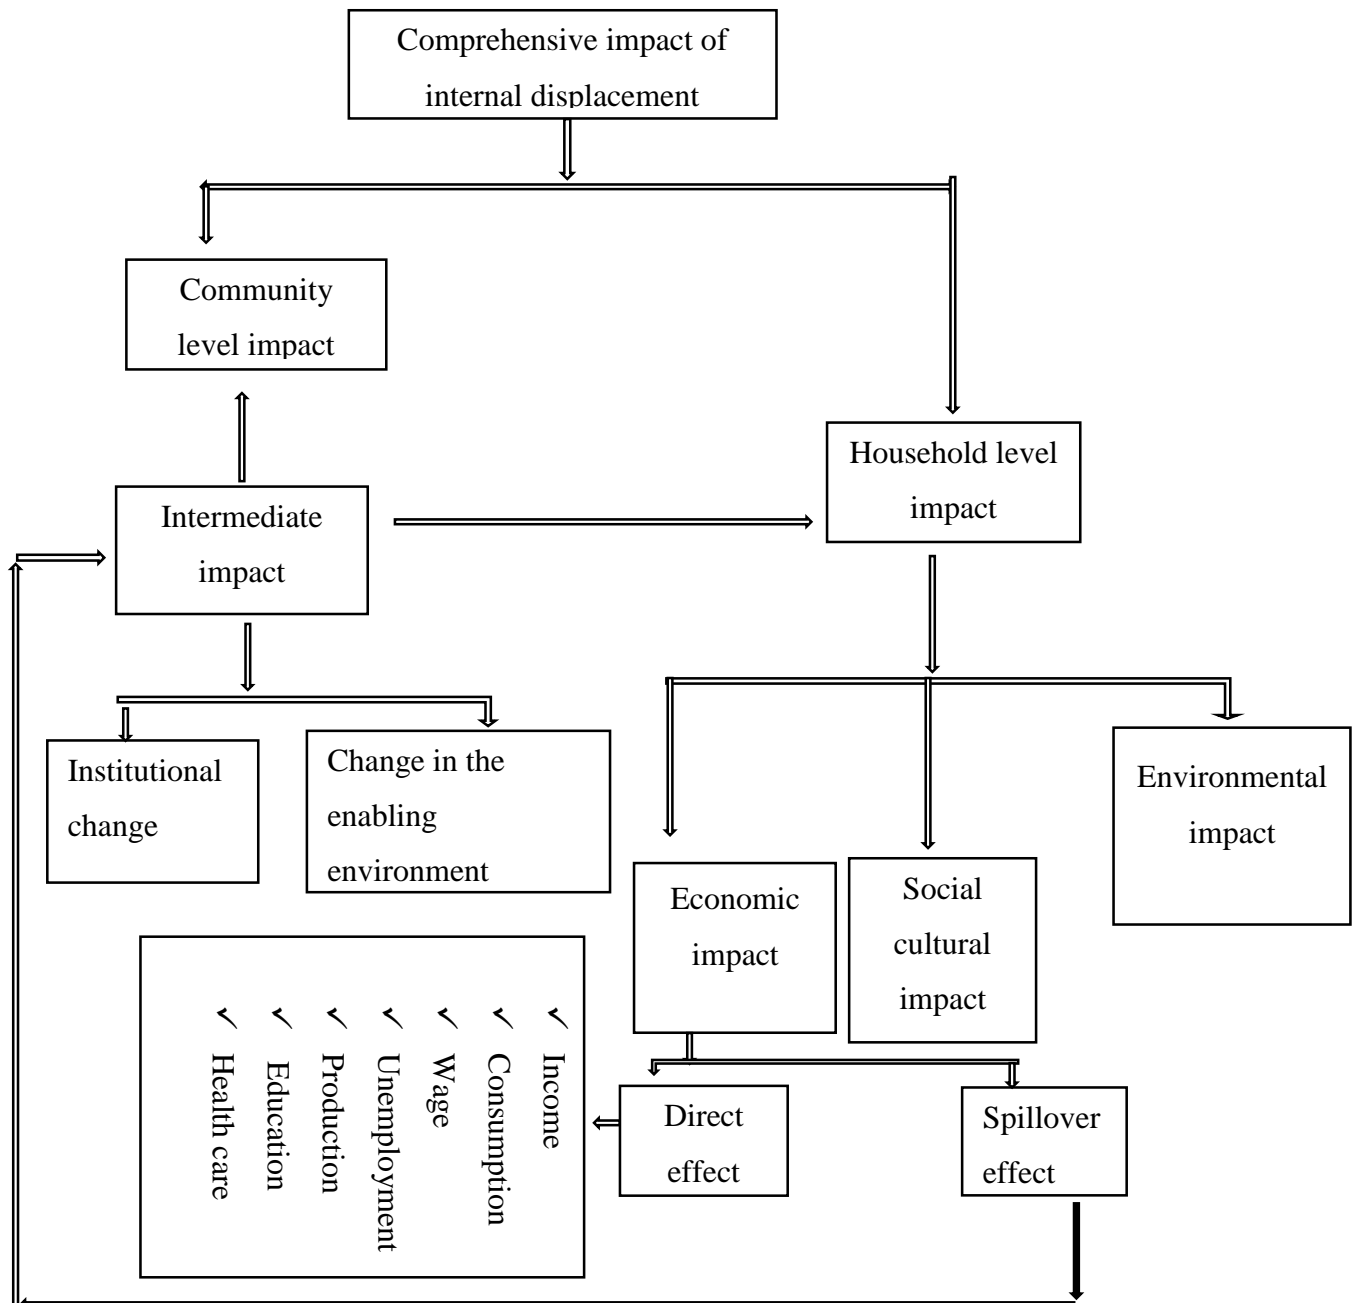 Comprehensive impact of
internal displacement
Community
level impact
Household level
impact
Intermediate
impact
Institutional
change
Change in the
enabling
environment
Environmental
impact
Economic
impact
Social
cultural
impact
✓ Income
✓ Consumption
✓ Wage
✓ Unemployment
✓ Production
✓ Education
✓ Health care
Direct
effect
Spillover
effect